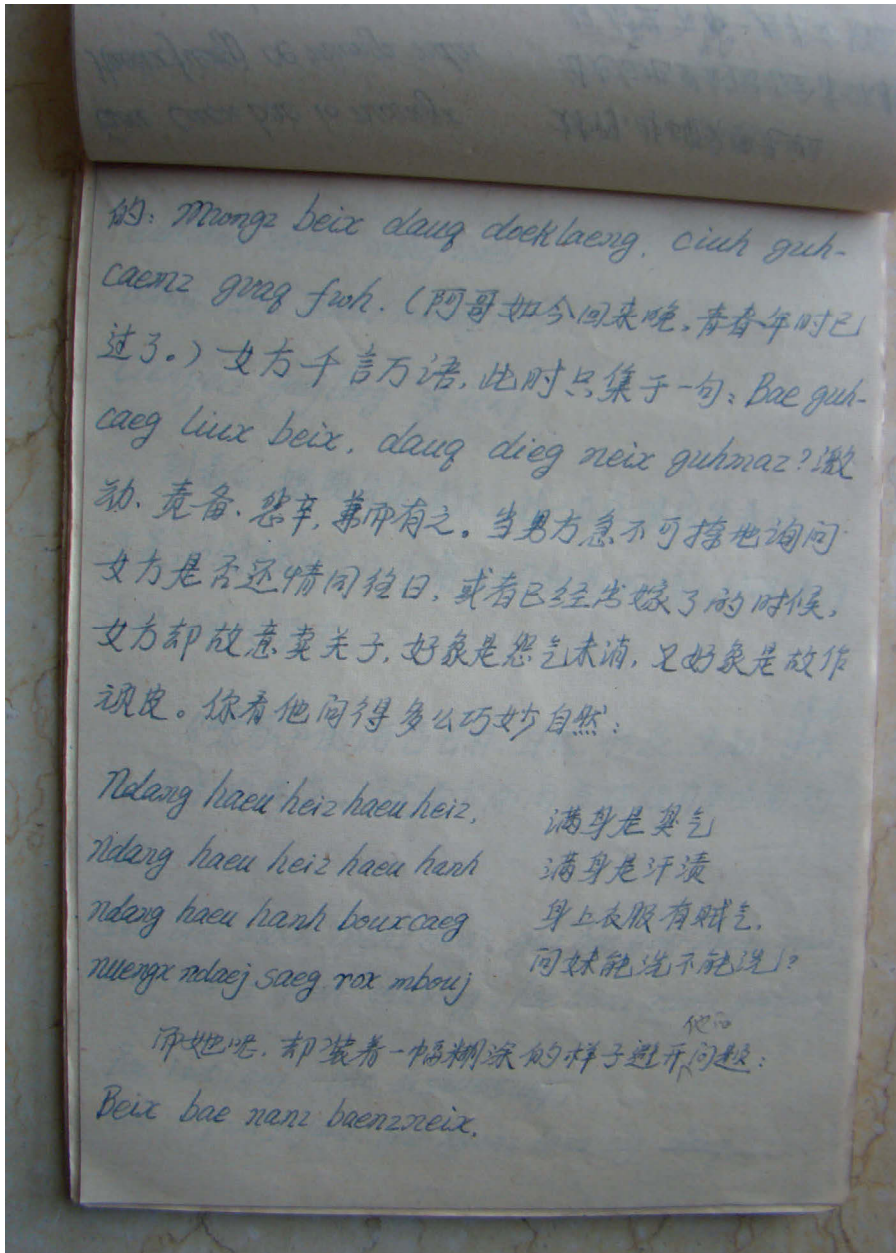 的: Mwngz beix dauq doeklaeng, ciuh guh-
caemz gvaq fwh. (阿哥如今回来晚,青春年时已
过了。) 女方千言万语,此时只集于一句: Bae guh-
caeg liux beix, dauq dieg neix guhmaz? 激
动、责备、愁辛,兼而有之。当男方急不可捺地询问
女方是否还情同往日,或者已经出嫁了的时候,
女方却故意卖关子,好象是怨气未消,又好象是故作
顽皮。你看他问得多么巧妙自然:
Ndang haeu heiz haeu heiz, 满身是臭气
ndang haeu heiz haeu hanh 满身是汗渍
ndang haeu hanh bouxcaeg 身上衣服有贼气,
nuengx ndaej saeg rox mbouj 问妹能洗不能洗?
而她呢,却装着一幅糊涂的样子避开他的问题:
Beix bae nanz baenzneix,